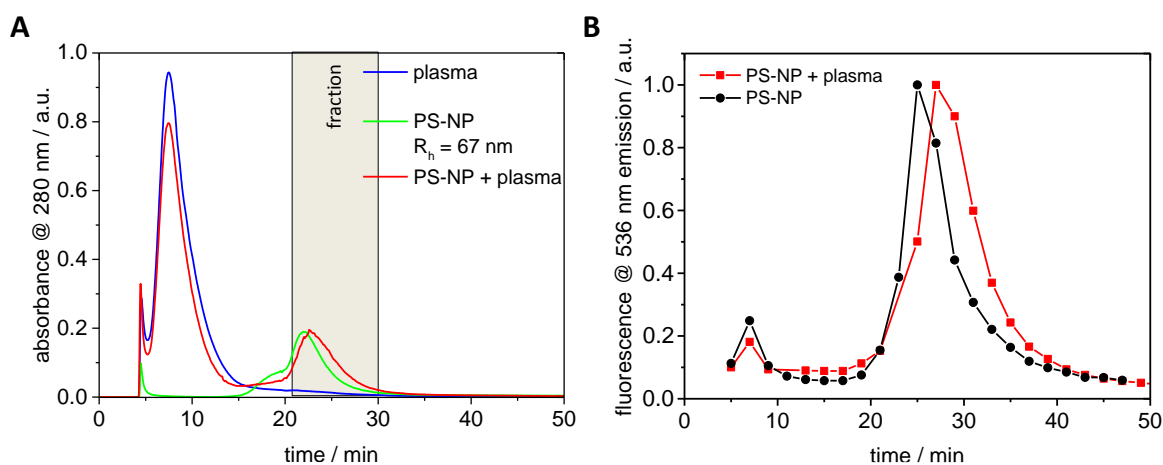 A
absorbance @ 280 nm / a.u.
1.0
0.8
0.6
0.4
0.2
0.0
0
10
20
30
40
50
time / min
fraction
plasma
PS-NP
R_h = 67 nm
PS-NP + plasma
B
fluorescence @ 536 nm emission / a.u.
1.0
0.8
0.6
0.4
0.2
0.0
0
10
20
30
40
50
time / min
PS-NP + plasma
PS-NP